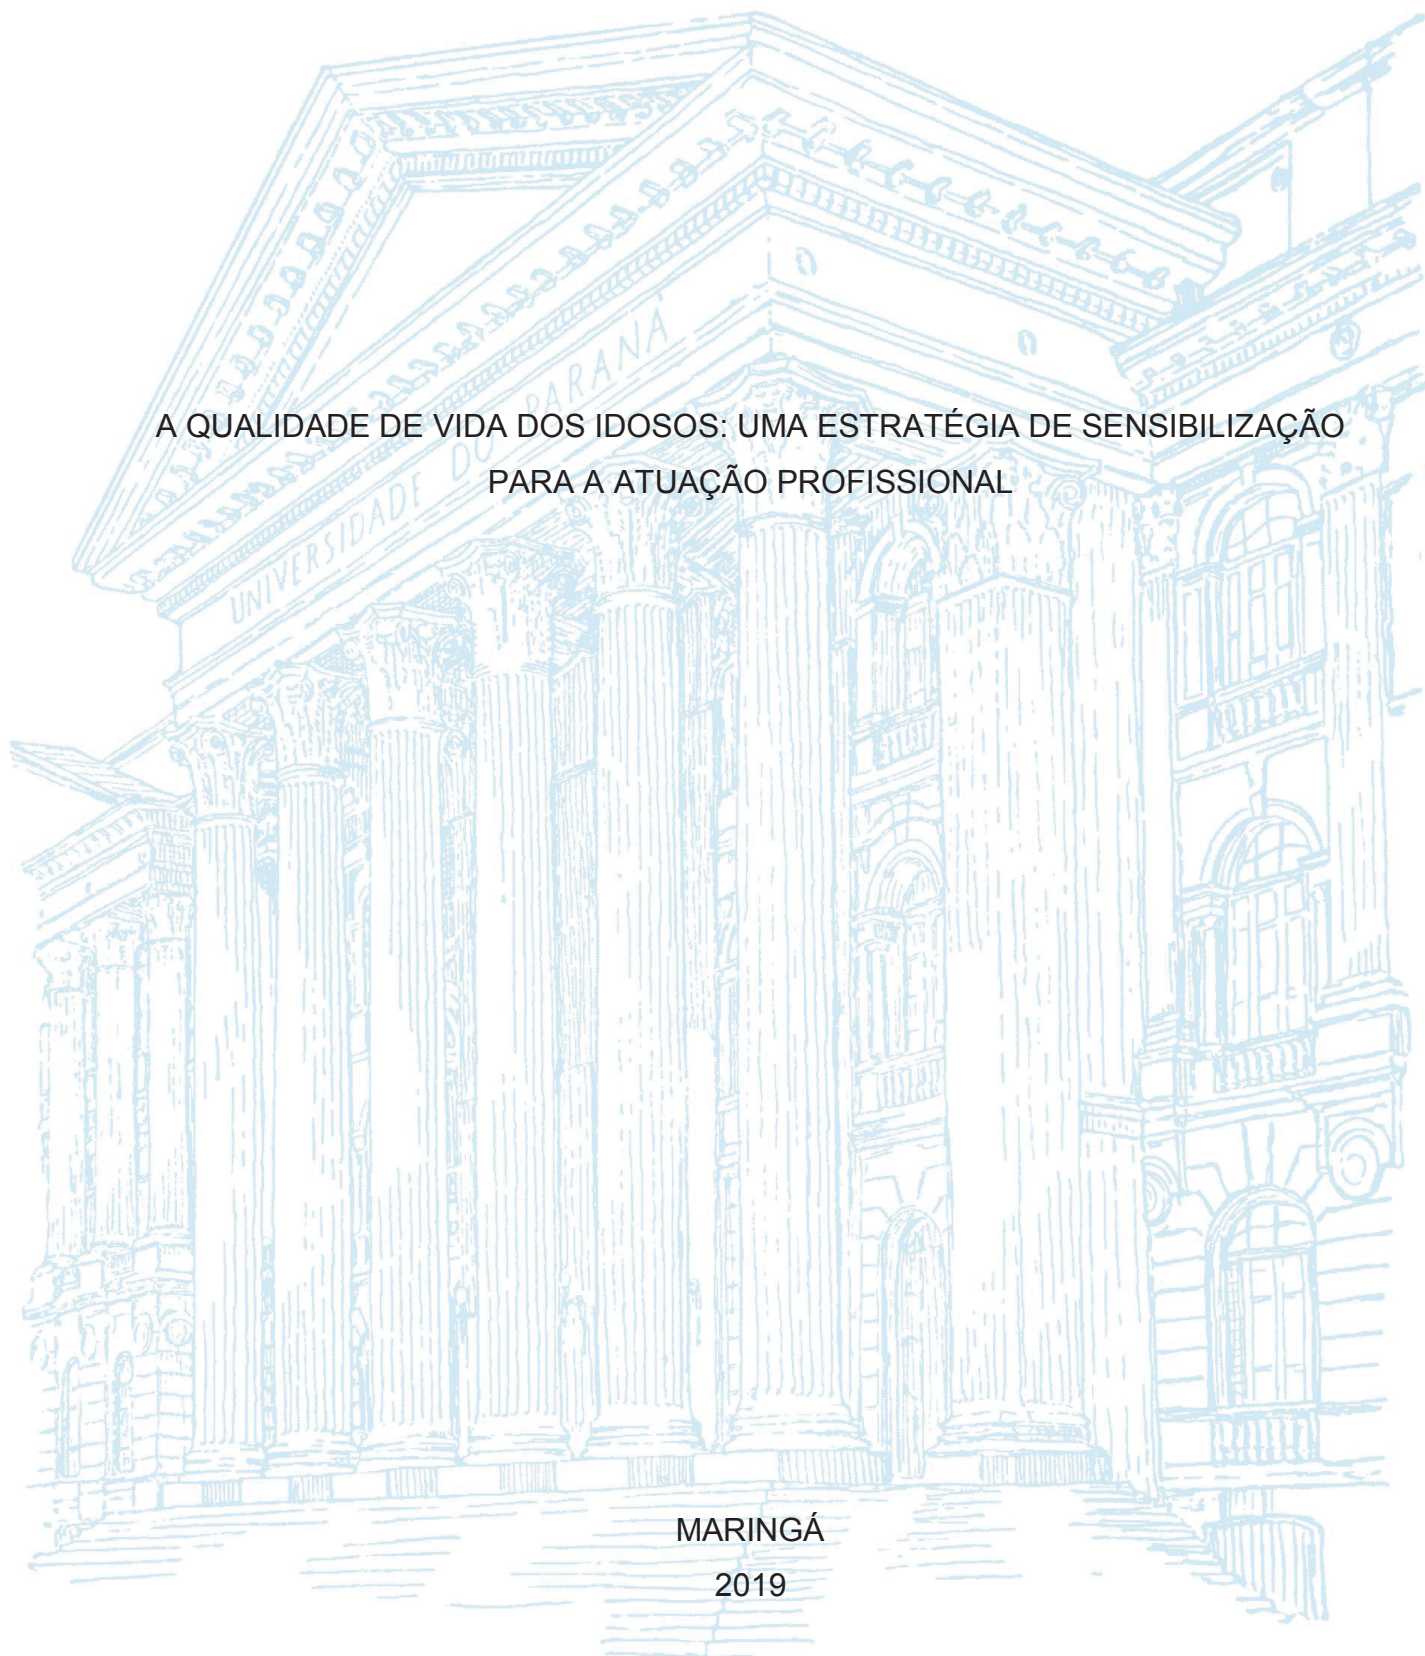 UNIVERSIDADE DO PARANÁ
A QUALIDADE DE VIDA DOS IDOSOS: UMA ESTRATÉGIA DE SENSIBILIZAÇÃO
PARA A ATUAÇÃO PROFISSIONAL
MARINGÁ
2019